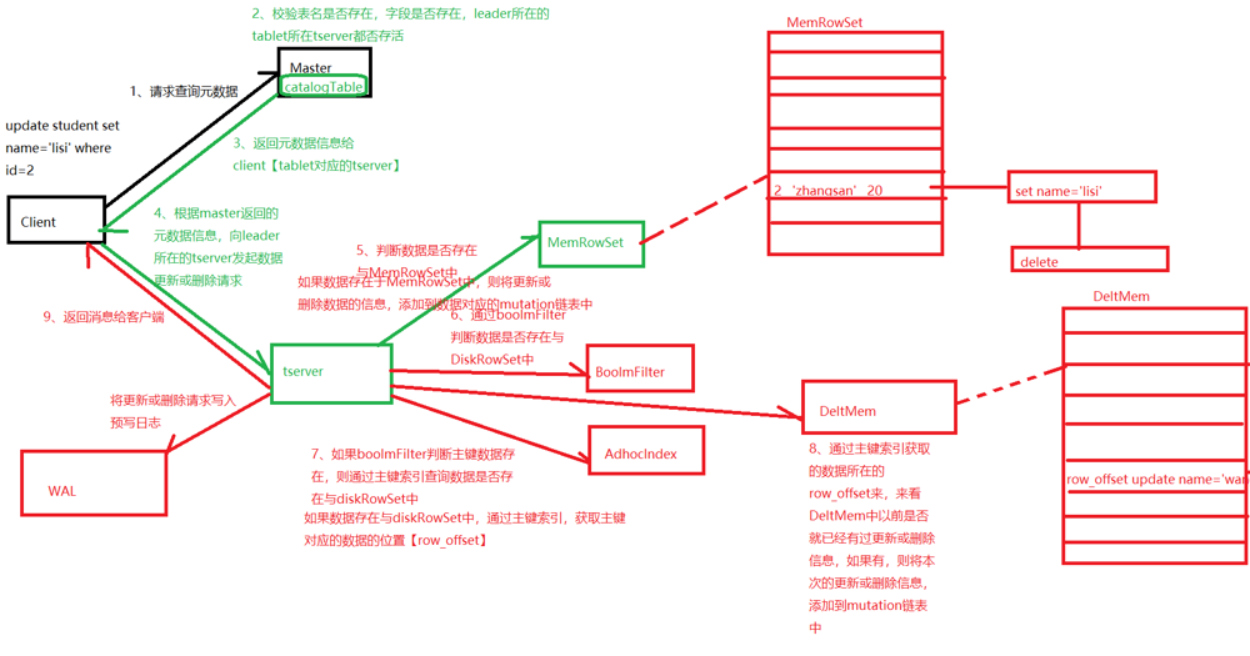 2、校验表名是否存在，字段是否存在，leader所在的
tablet所在tserver都否存活
Master
catalogTable
1、请求查询元数据
update student set
name='lisi' where
id=2
3、返回元数据信息给
client【tablet对应的tserver】
Client
4、根据master返回的
元数据信息，向leader
所在的tserver发起数据
更新或删除请求
9、返回消息给客户端
5、判断数据是否存在
与MemRowSet中
如果数据存在于MemRowSet中，则将更新或
删除数据的信息，添加到数据对应的mutation链表中
6、通过boolmFilter
判断数据是否存在与
DiskRowSet中
MemRowSet
MemRowSet
2 'zhangsan' 20
set name='lisi'
delete
DeltMem
row_offset update name='wan
tserver
BoolmFilter
DeltMem
AdhocIndex
将更新或删除请求写入
预写日志
WAL
7、如果boolmFilter判断主键数据存
在，则通过主键索引查询数据是否存
在与diskRowSet中
如果数据存在与diskRowSet中，通过主键索引，获取主键
对应的数据的位置【row_offset】
8、通过主键索引获取
的数据所在的
row_offset来，来看
DeltMem中以前是否
就已经有过更新或删除
信息，如果有，则将本
次的更新或删除信息，
添加到mutation链表
中